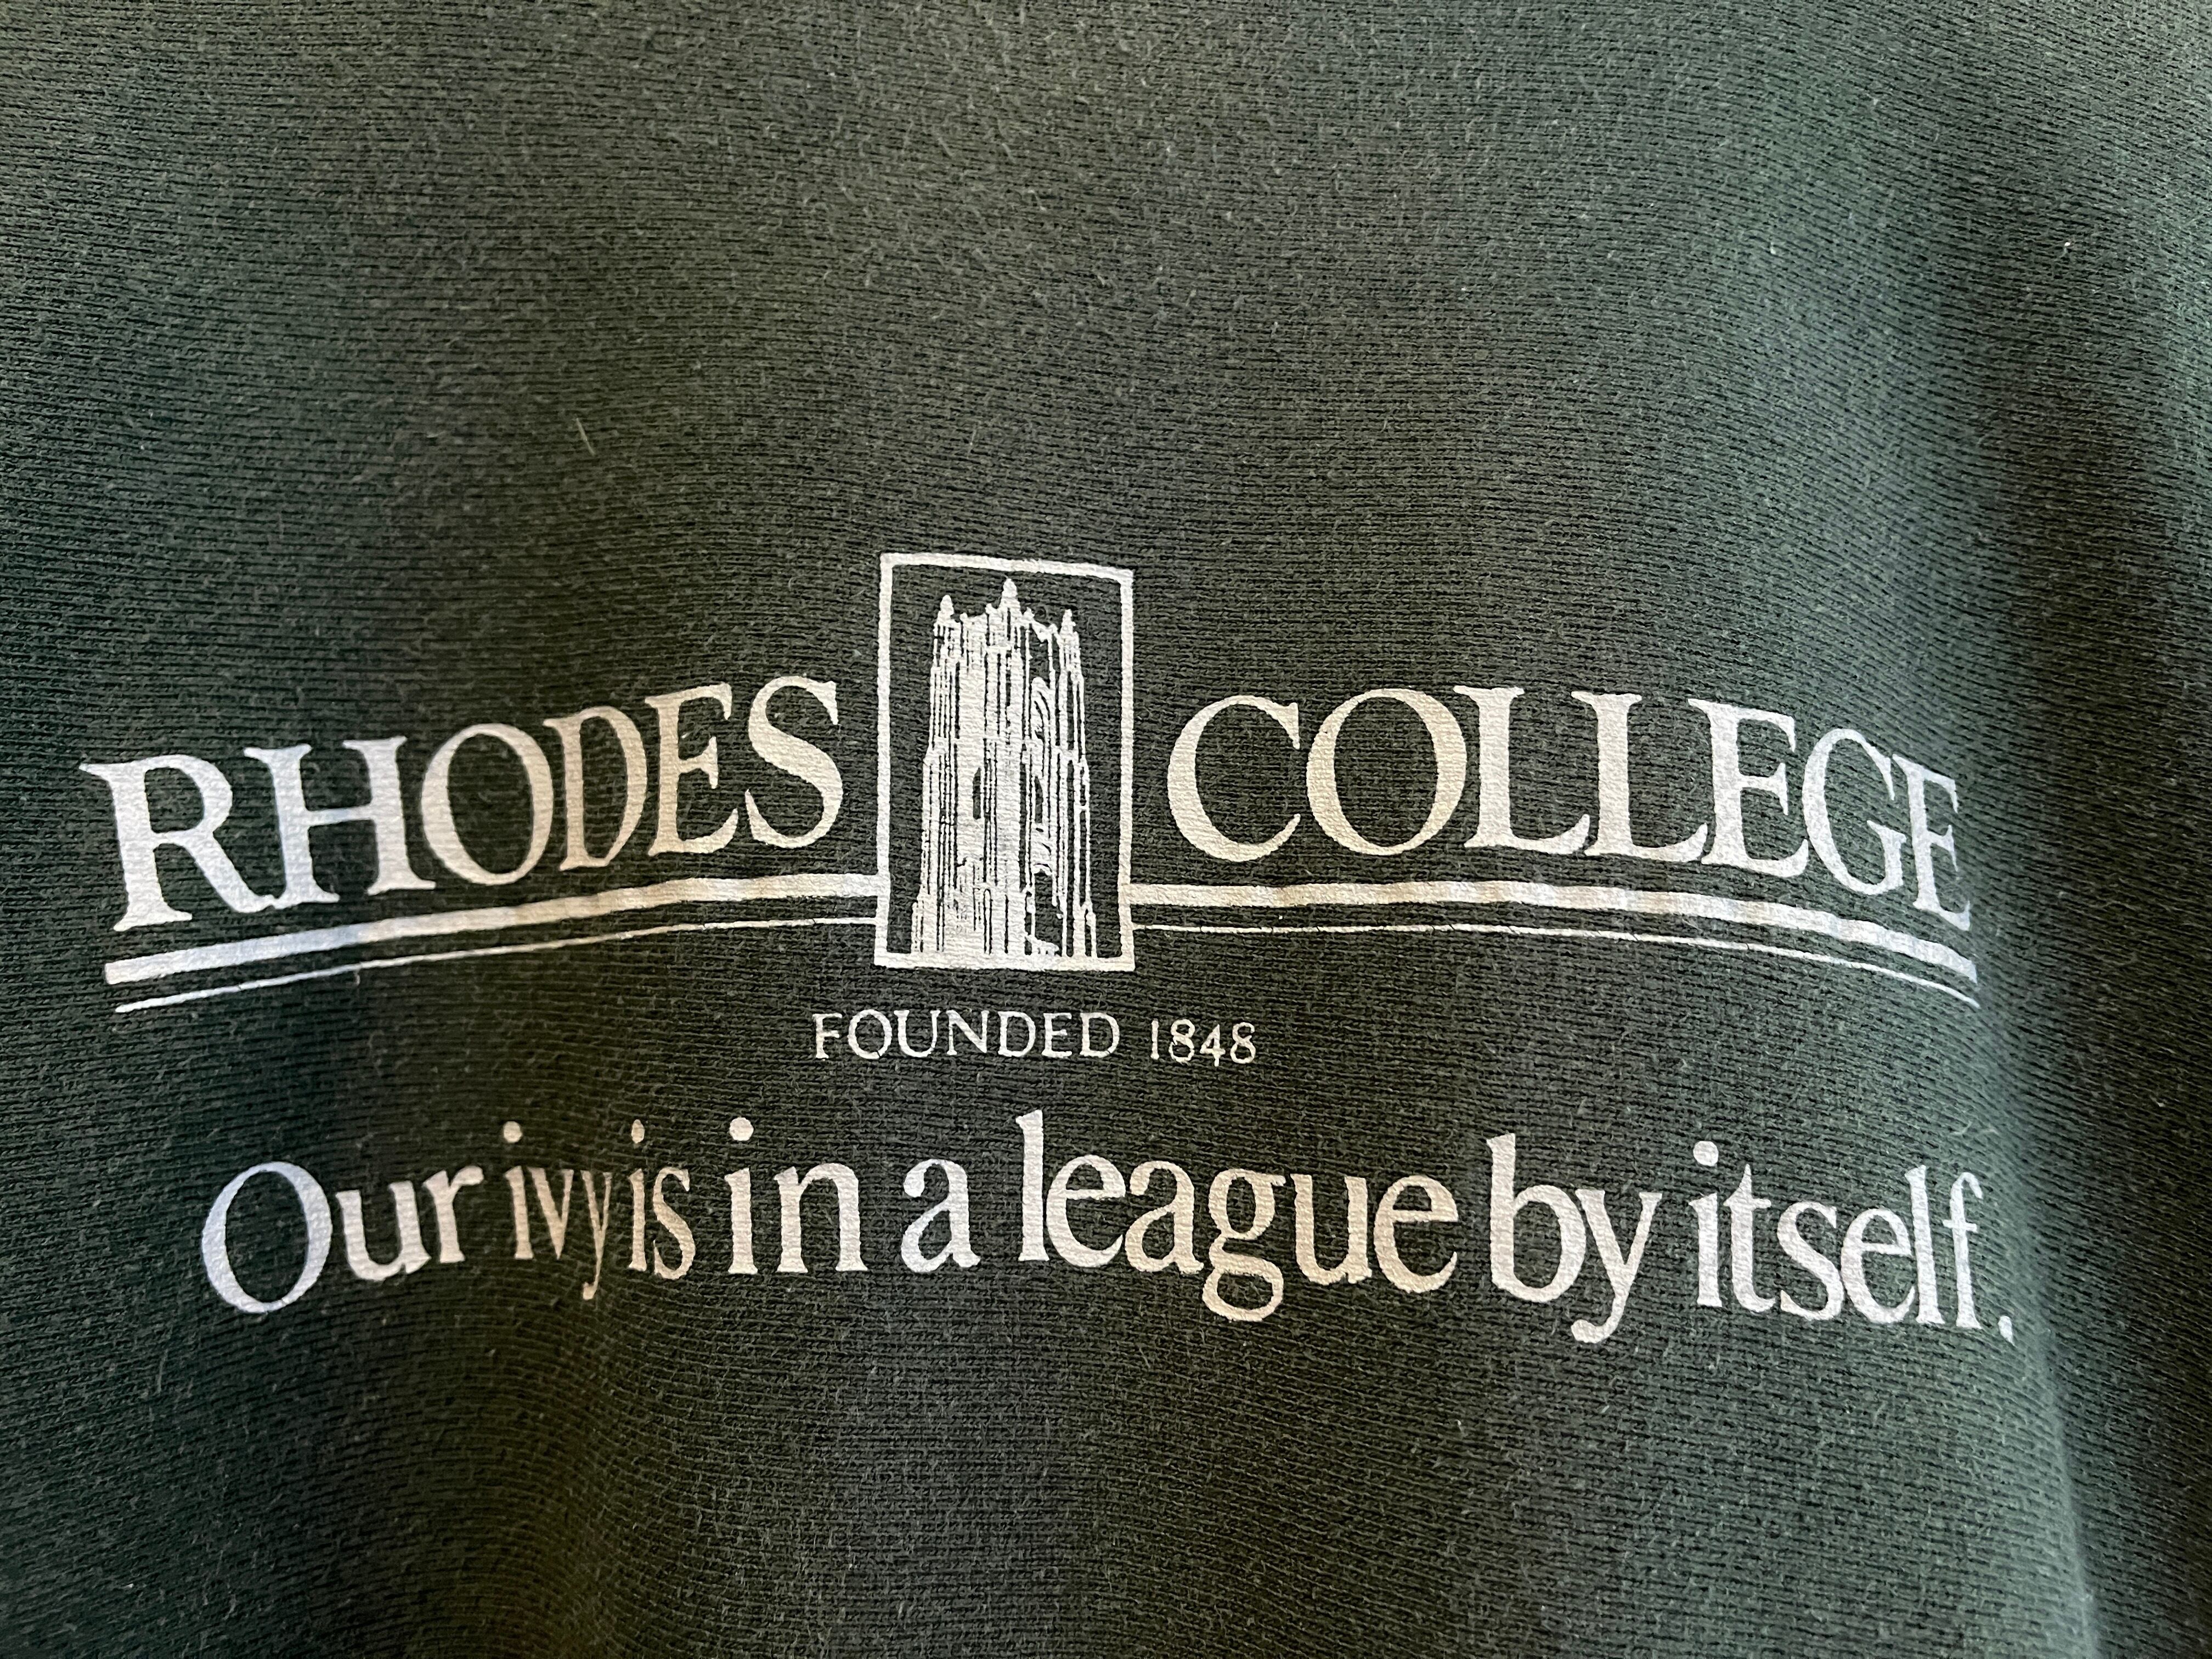 RHODES COLLEGE
FOUNDED 1848
Our ivy is in a league by itself.